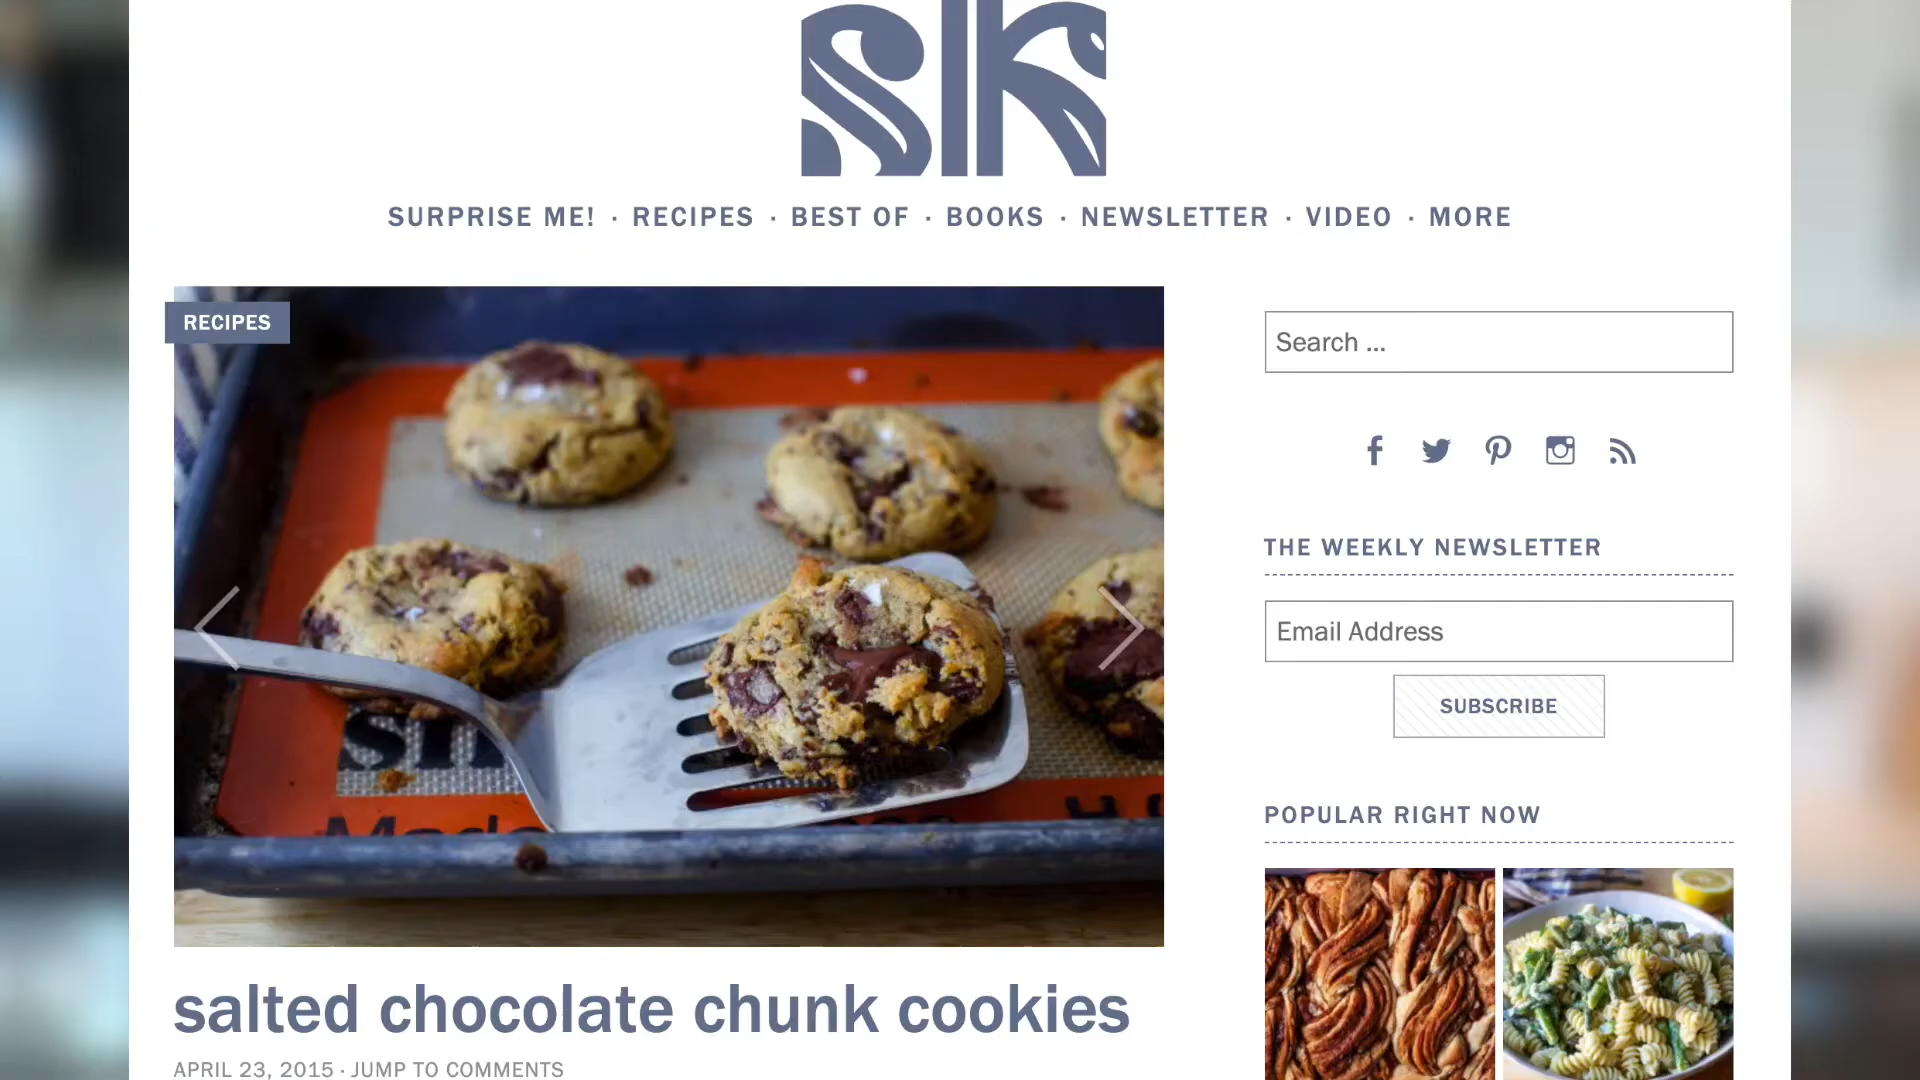 sk
SURPRISE ME! · RECIPES · BEST OF · BOOKS · NEWSLETTER · VIDEO · MORE
RECIPES
Search ...
THE WEEKLY NEWSLETTER
Email Address
SUBSCRIBE
POPULAR RIGHT NOW
salted chocolate chunk cookies
APRIL 23, 2015 · JUMP TO COMMENTS